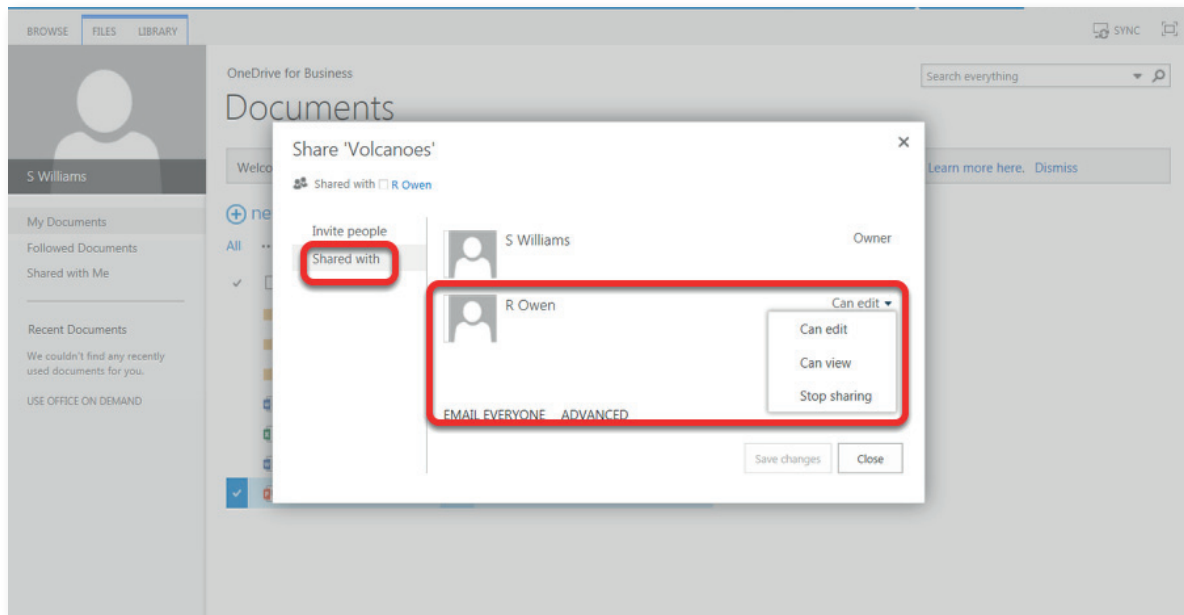 BROWSE FILES LIBRARY
SYNC
OneDrive for Business
Search everything
Documents
S Williams
Welco
Learn more here. Dismiss
My Documents
Followed Documents
Shared with Me
Recent Documents
We couldn't find any recently
used documents for you.
USE OFFICE ON DEMAND
ne
All
Share 'Volcanoes'
Shared with R Owen
Invite people
Shared with
S Williams
Owner
R Owen
Can edit
Can edit
Can view
Stop sharing
EMAIL EVERYONE ADVANCED
Save changes
Close